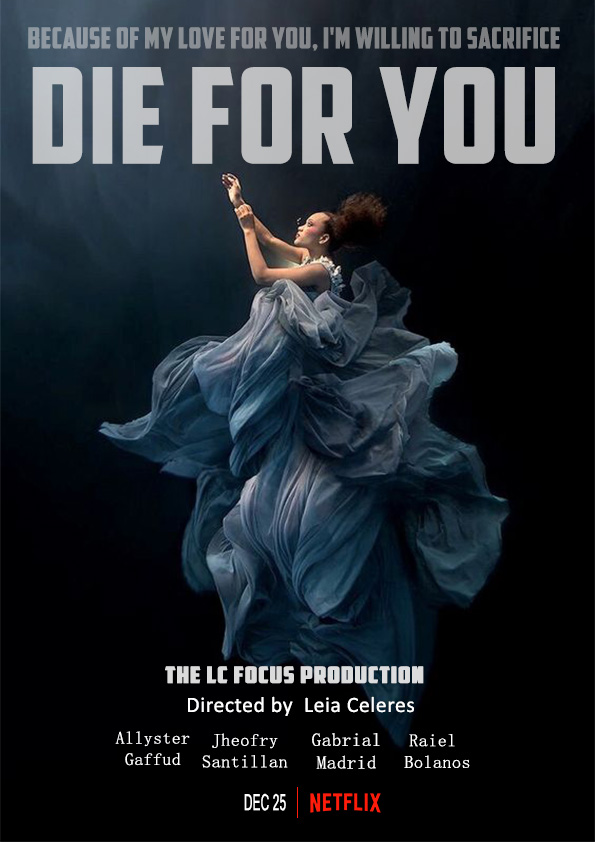 BECAUSE OF MY LOVE FOR YOU, I'M WILLING TO SACRIFICE
DIE FOR YOU
THE LC FOCUS PRODUCTION
Directed by Leia Celeres
Allyster Gaffud
Jheofry Santillan
Gabrial Madrid
Raiel Bolanos
DEC 25 NETFLIX